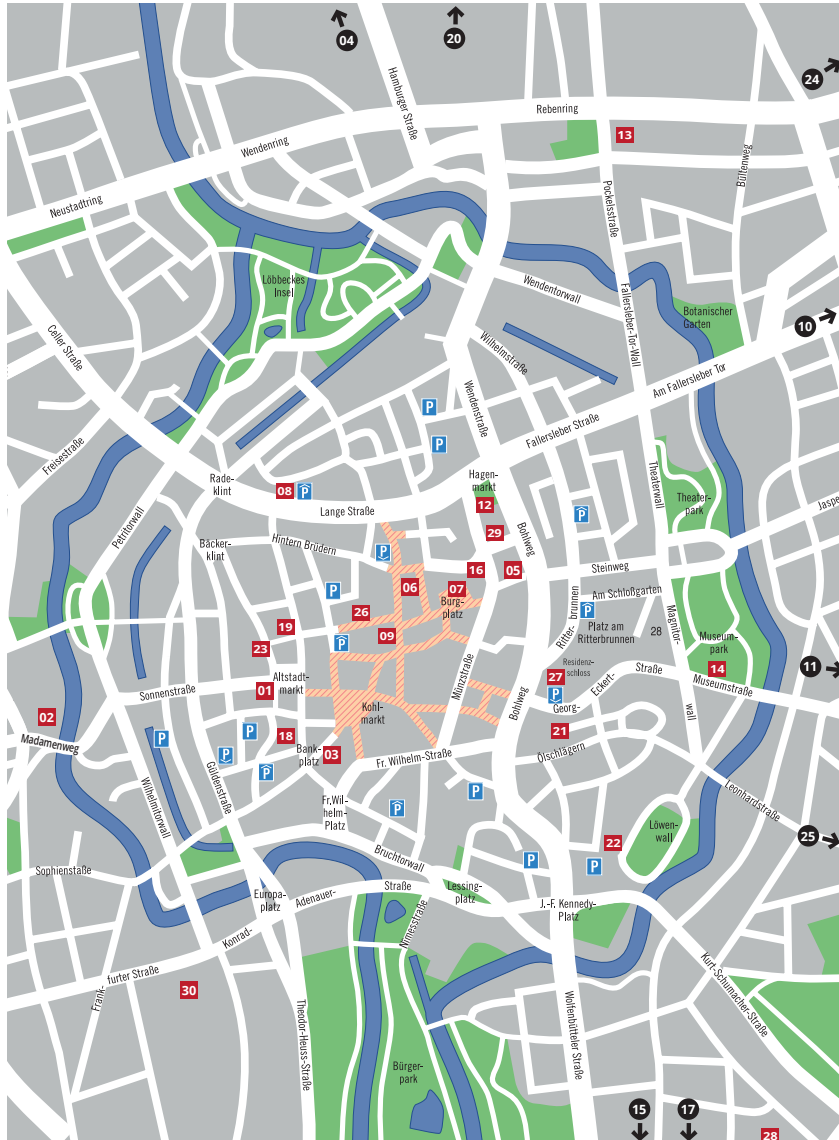 04
20
24
Hamburger Straße
Rebenring
13
Wendenring
Bültenweg
Neustadtring
Pockelsstraße
Löbbeckes
Insel
Wendentorwall
Botanischer
Garten
10
Fallersleber-Tor-Wall
Celler Straße
Wilhelmstraße
Am Fallersleber Tor
Wendenstraße
P
Fallersleber Straße
P
Freisestraße
Rade-
klint
Hagen-
markt
Theaterwall
08
P
12
Theater-
park
Jaspe
Lange Straße
P
Petritorwall
29
Bohlweg
Bäcker-
klint
Hintern Brüdern
P
16
05
Steinweg
P
06
07
Am Schloßgarten
Burg-
platz
Ritter-
brunnen
P
26
Platz am
Ritterbrunnen
28
Magnitor-
wall
19
09
P
23
Museum-
park
Residenz-
schloss
11
14
27
Straße
Museumstraße
Altstadt-
markt
01
Sonnenstraße
Münzstraße
P
Eckert-
Georg-
Bohlweg
02
Kohl-
markt
21
P
P
18
Madamenweg
Bank-
platz
03
Fr. Wilhelm-Straße
Ölschlägern
P
P
Güldenstraße
Wilhelmitorwall
P
Leonhardstraße
Fr.Wil-
helm-
Platz
P
25
Löwen-
wall
22
Bruchtorwall
P
P
Sophienstaße
Europa-
platz
Adenauer-
Straße
Lessing-
platz
J.-F. Kennedy-
Platz
Konrad-
Nimesstraße
Frank-
furter Straße
Kurt-Schumacher-Straße
30
Theodor-Heuss-Straße
Wolfenbütteler Straße
Bürger-
park
15
17
28